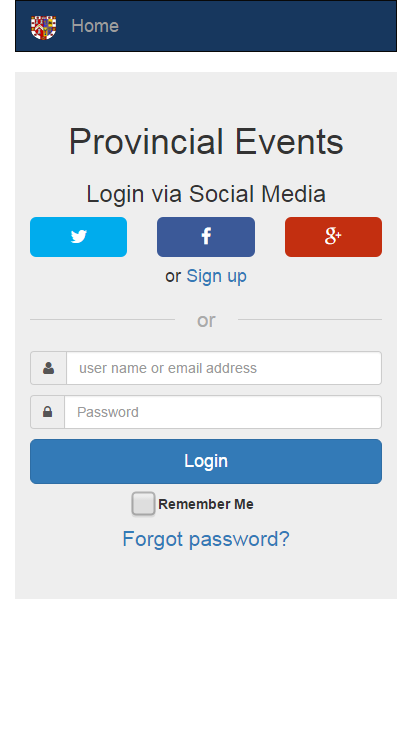 Home
Provincial Events
Login via Social Media
or Sign up
or
user name or email address
Password
Login
Remember Me
Forgot password?